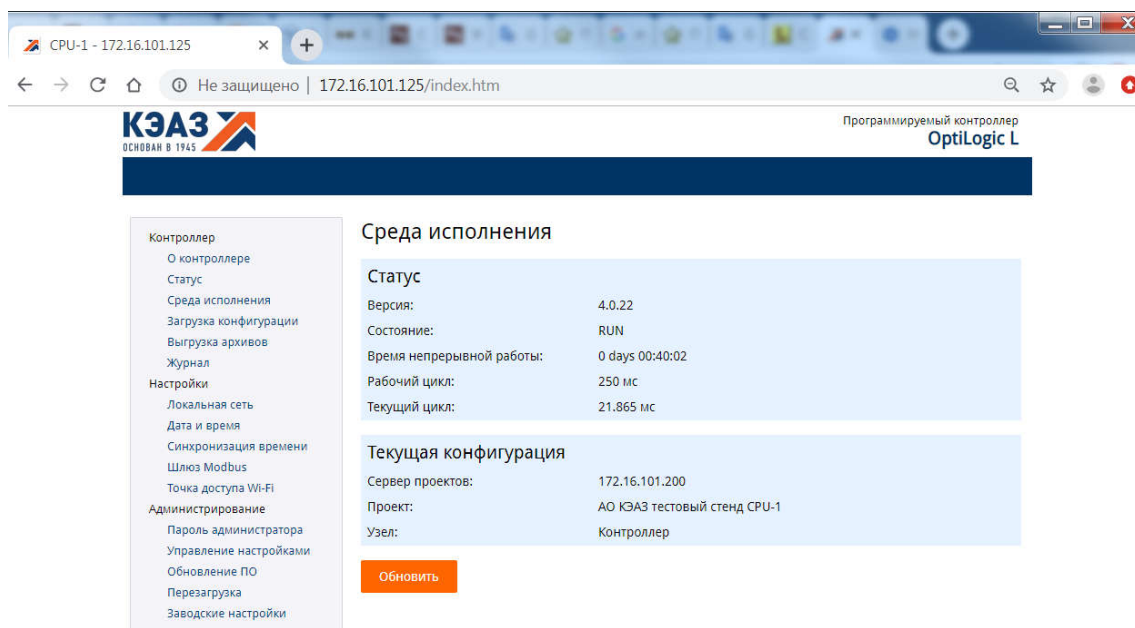 CPU-1 - 172.16.101.125
Не защищено | 172.16.101.125/index.htm
КЭАЗ
ОСНОВАН В 1945
Программируемый контроллер
OptiLogic L
Контроллер
О контроллере
Статус
Среда исполнения
Загрузка конфигурации
Выгрузка архивов
Журнал
Настройки
Локальная сеть
Дата и время
Синхронизация времени
Шлюз Modbus
Точка доступа Wi-Fi
Администрирование
Пароль администратора
Управление настройками
Обновление ПО
Перезагрузка
Заводские настройки
Среда исполнения
Статус
Версия: 4.0.22
Состояние: RUN
Время непрерывной работы: 0 days 00:40:02
Рабочий цикл: 250 мс
Текущий цикл: 21.865 мс
Текущая конфигурация
Сервер проектов: 172.16.101.200
Проект: АО КЭАЗ тестовый стенд CPU-1
Узел: Контроллер
Обновить